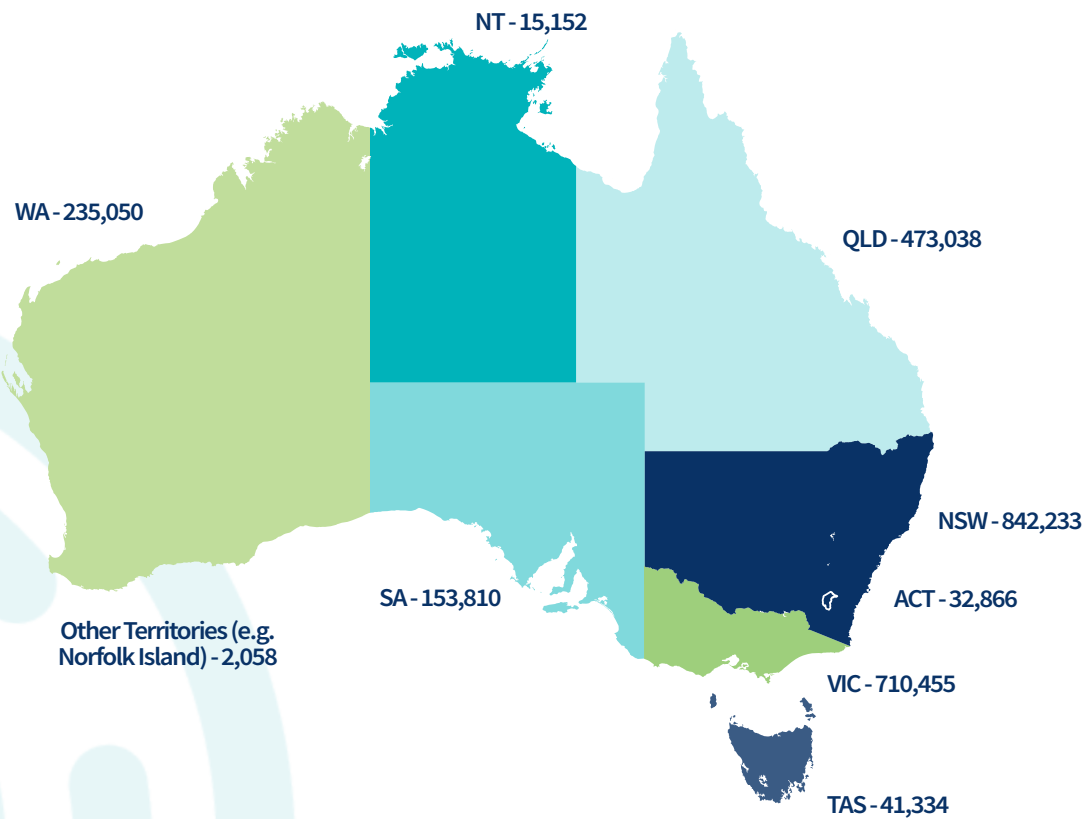 NT - 15,152
WA - 235,050
QLD - 473,038
NSW - 842,233
SA - 153,810
ACT - 32,866
Other Territories (e.g.
Norfolk Island) - 2,058
VIC - 710,455
TAS - 41,334